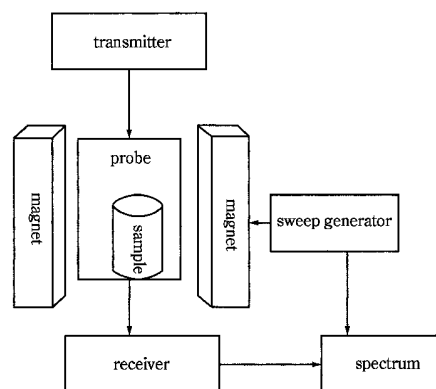 transmitter
probe
magnet
sample
magnet
sweep generator
receiver
spectrum